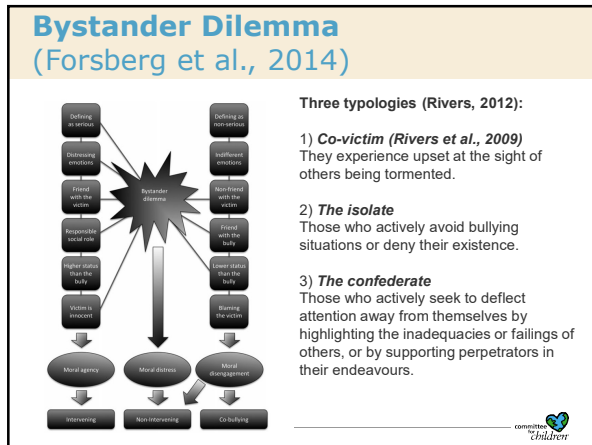 Bystander Dilemma
(Forsberg et al., 2014)
Defining
as serious
Distressing
emotions
Friend
with the
victim
Responsible
social role
Higher status
than the
bully
Victim is
innocent
Bystander
dilemma
Defining as
non-serious
Indifferent
emotions
Non-friend
with the
victim
Friend
with the
bully
Lower status
than the
bully
Blaming
the victim
Moral agency
Moral distress
Moral
disengagement
Intervening
Non-Intervening
Co-bullying
Three typologies (Rivers, 2012):
1) Co-victim (Rivers et al., 2009)
They experience upset at the sight of
others being tormented.
2) The isolate
Those who actively avoid bullying
situations or deny their existence.
3) The confederate
Those who actively seek to deflect
attention away from themselves by
highlighting the inadequacies or failings of
others, or by supporting perpetrators in
their endeavours.
committee
for
children